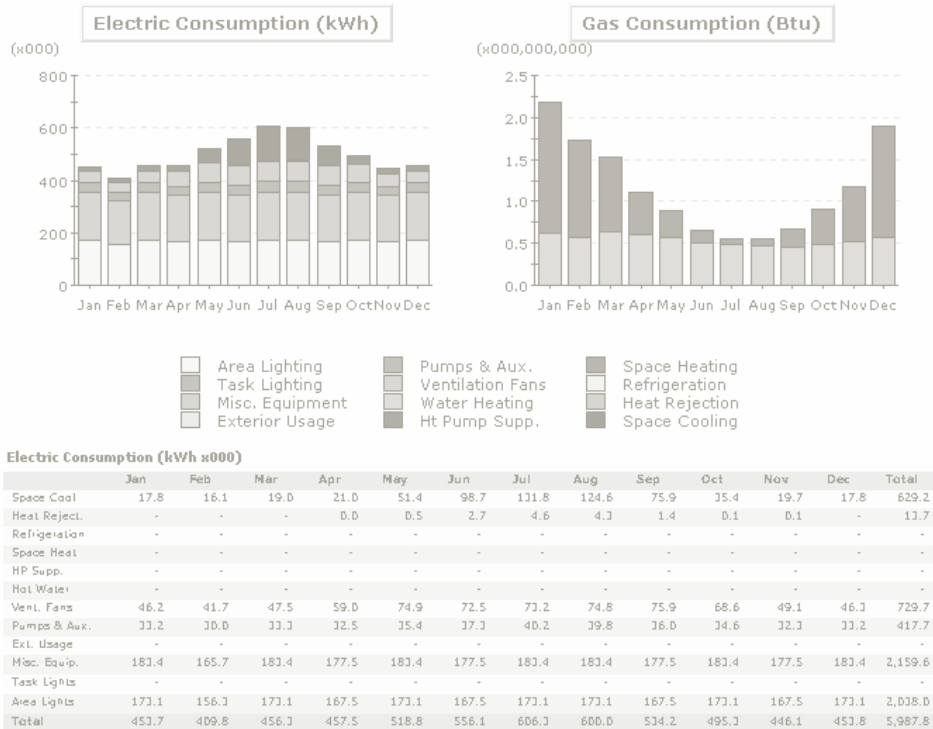 Electric Consumption (kWh)
(x000)
800
600
400
200
0
Jan Feb Mar Apr May Jun Jul Aug Sep Oct Nov Dec
Gas Consumption (Btu)
(x000,000,000)
2.5
2.0
1.5
1.0
0.5
0.0
Jan Feb Mar Apr May Jun Jul Aug Sep Oct Nov Dec
Area Lighting
Task Lighting
Misc. Equipment
Exterior Usage
Pumps & Aux.
Ventilation Fans
Water Heating
Ht Pump Supp.
Space Heating
Refrigeration
Heat Rejection
Space Cooling
Electric Consumption (kWh x000)
Jan Feb Mar Apr May Jun Jul Aug Sep Oct Nov Dec Total
Space Cool 17.8 16.1 19.0 21.0 51.4 98.7 131.8 124.6 75.9 35.4 19.7 17.8 629.2
Heat Reject. - - - 0.0 0.5 2.7 4.6 4.3 1.4 0.1 0.1 - 13.7
Refrigeration - - - - - - - - - - - - -
Space Heat - - - - - - - - - - - - -
HP Supp. - - - - - - - - - - - - -
Hot Water - - - - - - - - - - - - -
Vent. Fans 46.2 41.7 47.5 59.0 74.9 72.5 73.2 74.8 75.9 68.6 49.1 46.3 729.7
Pumps & Aux. 33.2 30.0 33.3 32.5 35.4 37.3 40.2 39.8 36.0 34.6 32.3 33.2 417.7
Ext. Usage - - - - - - - - - - - - -
Misc. Equip. 183.4 165.7 183.4 177.5 183.4 177.5 183.4 183.4 177.5 183.4 177.5 183.4 2,159.6
Task Lights - - - - - - - - - - - - -
Area Lights 173.1 156.3 173.1 167.5 173.1 167.5 173.1 173.1 167.5 173.1 167.5 173.1 2,038.0
Total 453.7 409.8 456.3 457.5 518.8 556.1 606.3 600.0 534.2 495.3 446.1 453.8 5,987.8